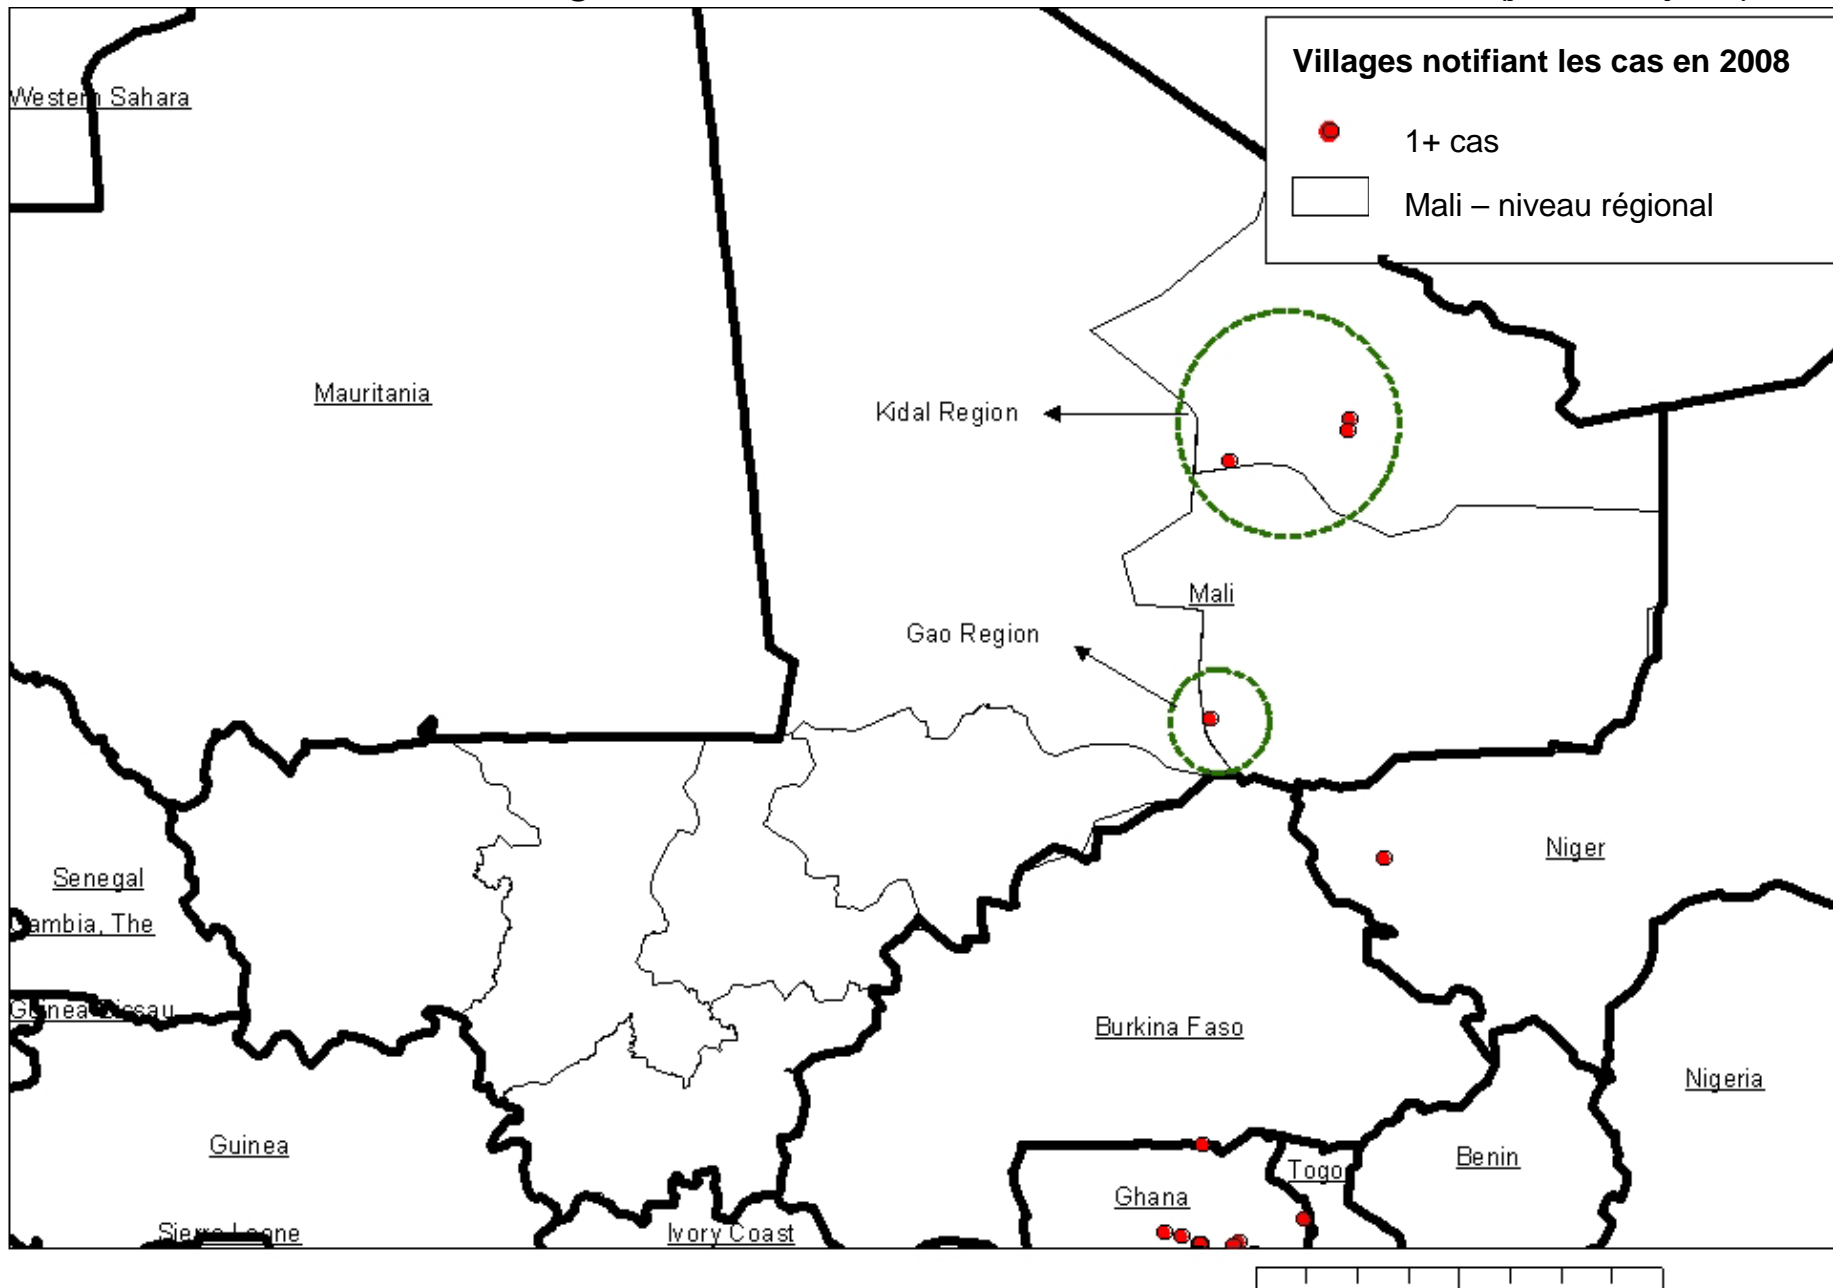 Villages notifiant les cas en 2008
1+ cas
Mali – niveau régional
Western Sahara
Mauritania
Kidal Region
Mali
Gao Region
Niger
Senegal
Gambia, The
Guinea-Bissau
Burkina Faso
Nigeria
Guinea
Togo
Benin
Ghana
Sierra Leone
Ivory Coast